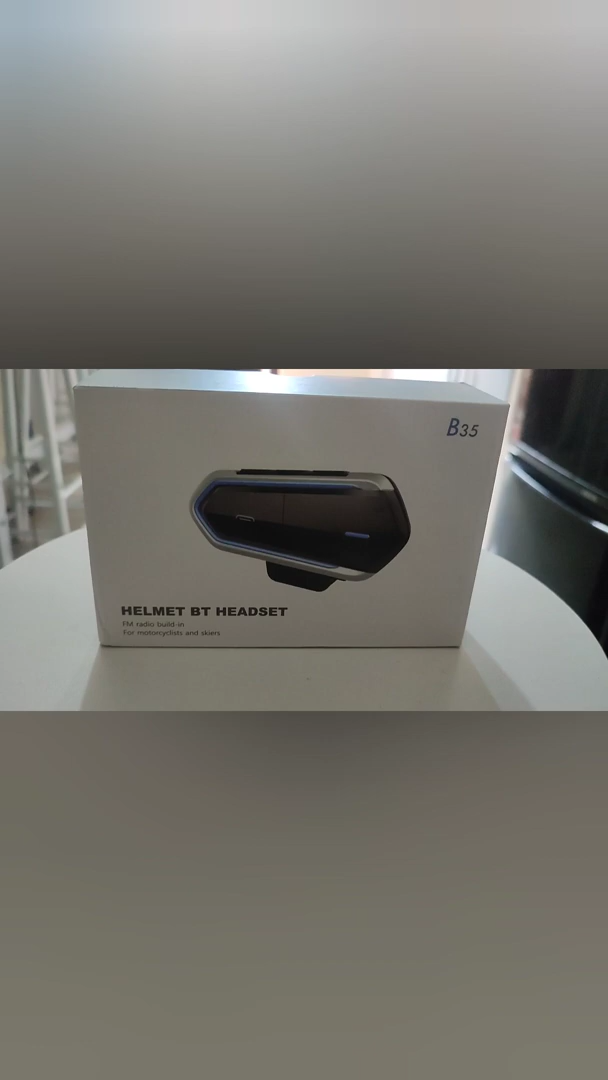 B35
HELMET BT HEADSET
FM radio build-in
For motorcyclists and skiers